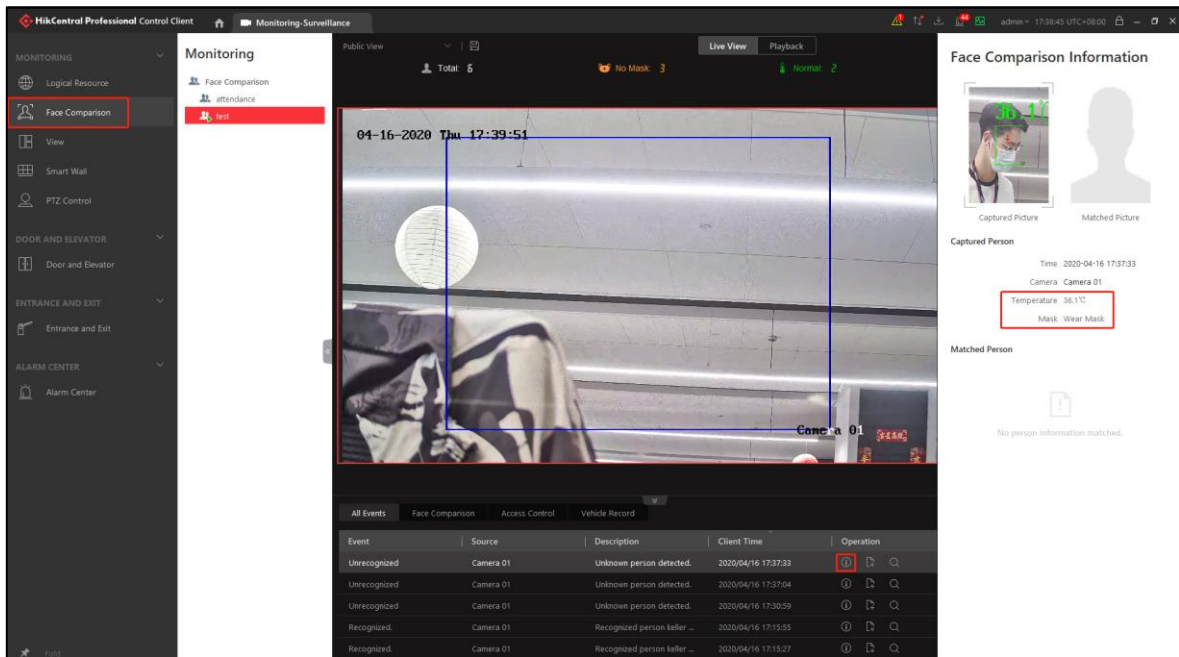 HikCentral Professional Control Client
Monitoring-Surveillance
44
admin 17:38:45 UTC+08:00
MONITORING
Logical Resource
Face Comparison
View
Smart Wall
PTZ Control
DOOR AND ELEVATOR
Door and Elevator
ENTRANCE AND EXIT
Entrance and Exit
ALARM CENTER
Alarm Center
Fold
Monitoring
Face Comparison
attendance
test
Public View
Live View
Playback
Total: 5
No Mask: 3
Normal: 2
04-16-2020 Thu 17:39:51
Camera 01
All Events
Face Comparison
Access Control
Vehicle Record
Event Source Description Client Time Operation
Unrecognized Camera 01 Unknown person detected. 2020/04/16 17:37:33
Unrecognized Camera 01 Unknown person detected. 2020/04/16 17:37:04
Unrecognized Camera 01 Unknown person detected. 2020/04/16 17:30:59
Recognized. Camera 01 Recognized person keller ... 2020/04/16 17:15:55
Recognized. Camera 01 Recognized person keller ... 2020/04/16 17:15:27
Face Comparison Information
36.1℃
Captured Picture
Matched Picture
Captured Person
Time 2020-04-16 17:37:33
Camera Camera 01
Temperature 36.1℃
Mask Wear Mask
Matched Person
No person information matched.